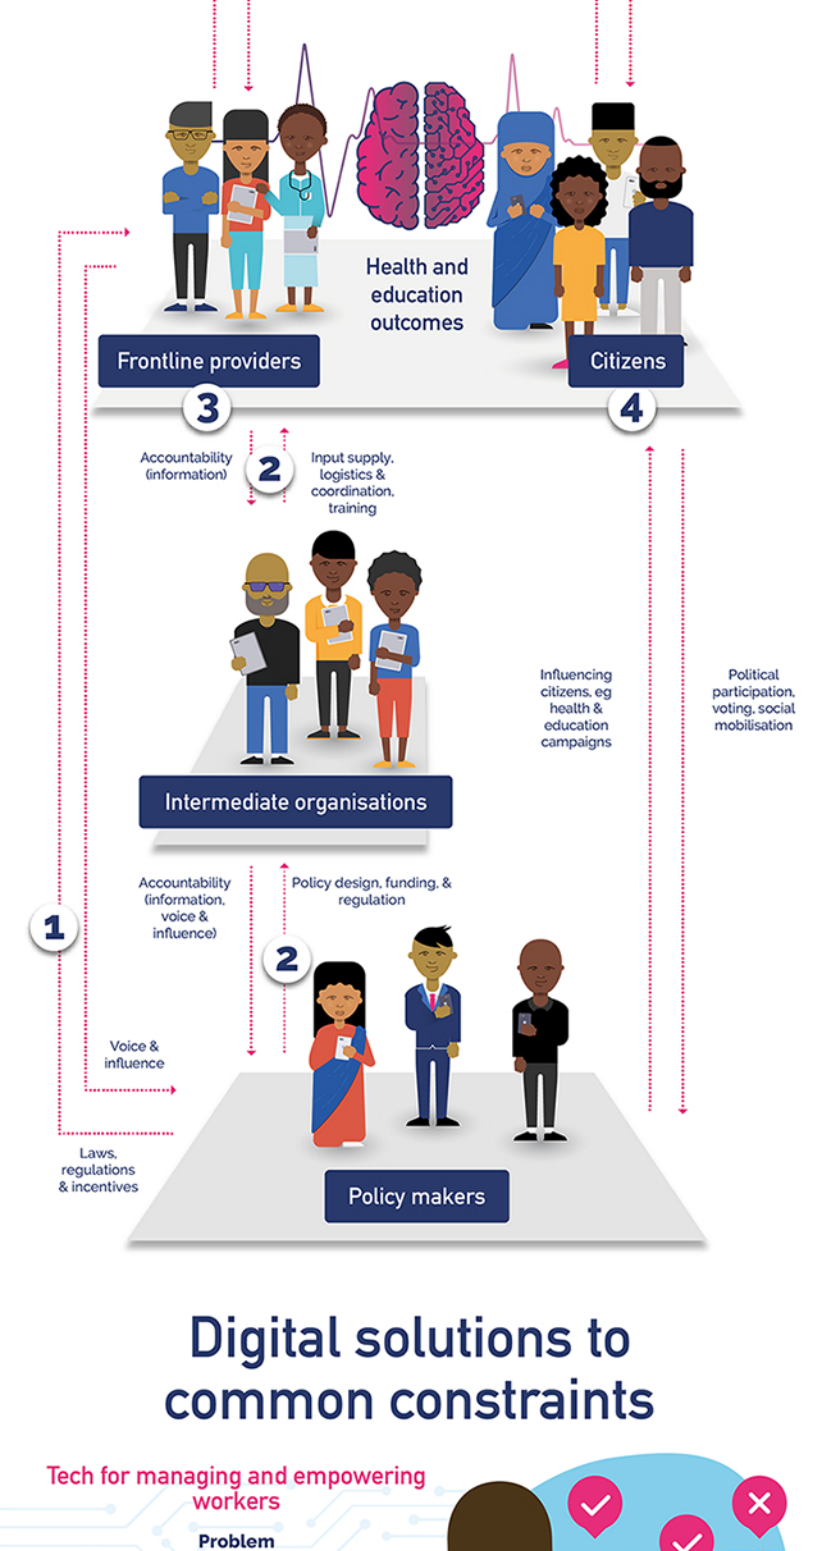 Health and
education
outcomes
Frontline providers
Citizens
3
4
Accountability
(information)
2
Input supply,
logistics &
coordination,
training
Influencing
citizens, eg
health &
education
campaigns
Political
participation,
voting, social
mobilisation
Intermediate organisations
Accountability
(information,
voice &
influence)
Policy design, funding, &
regulation
1
2
Voice &
influence
Laws,
regulations
& incentives
Policy makers
Digital solutions to
common constraints
Tech for managing and empowering
workers
Problem